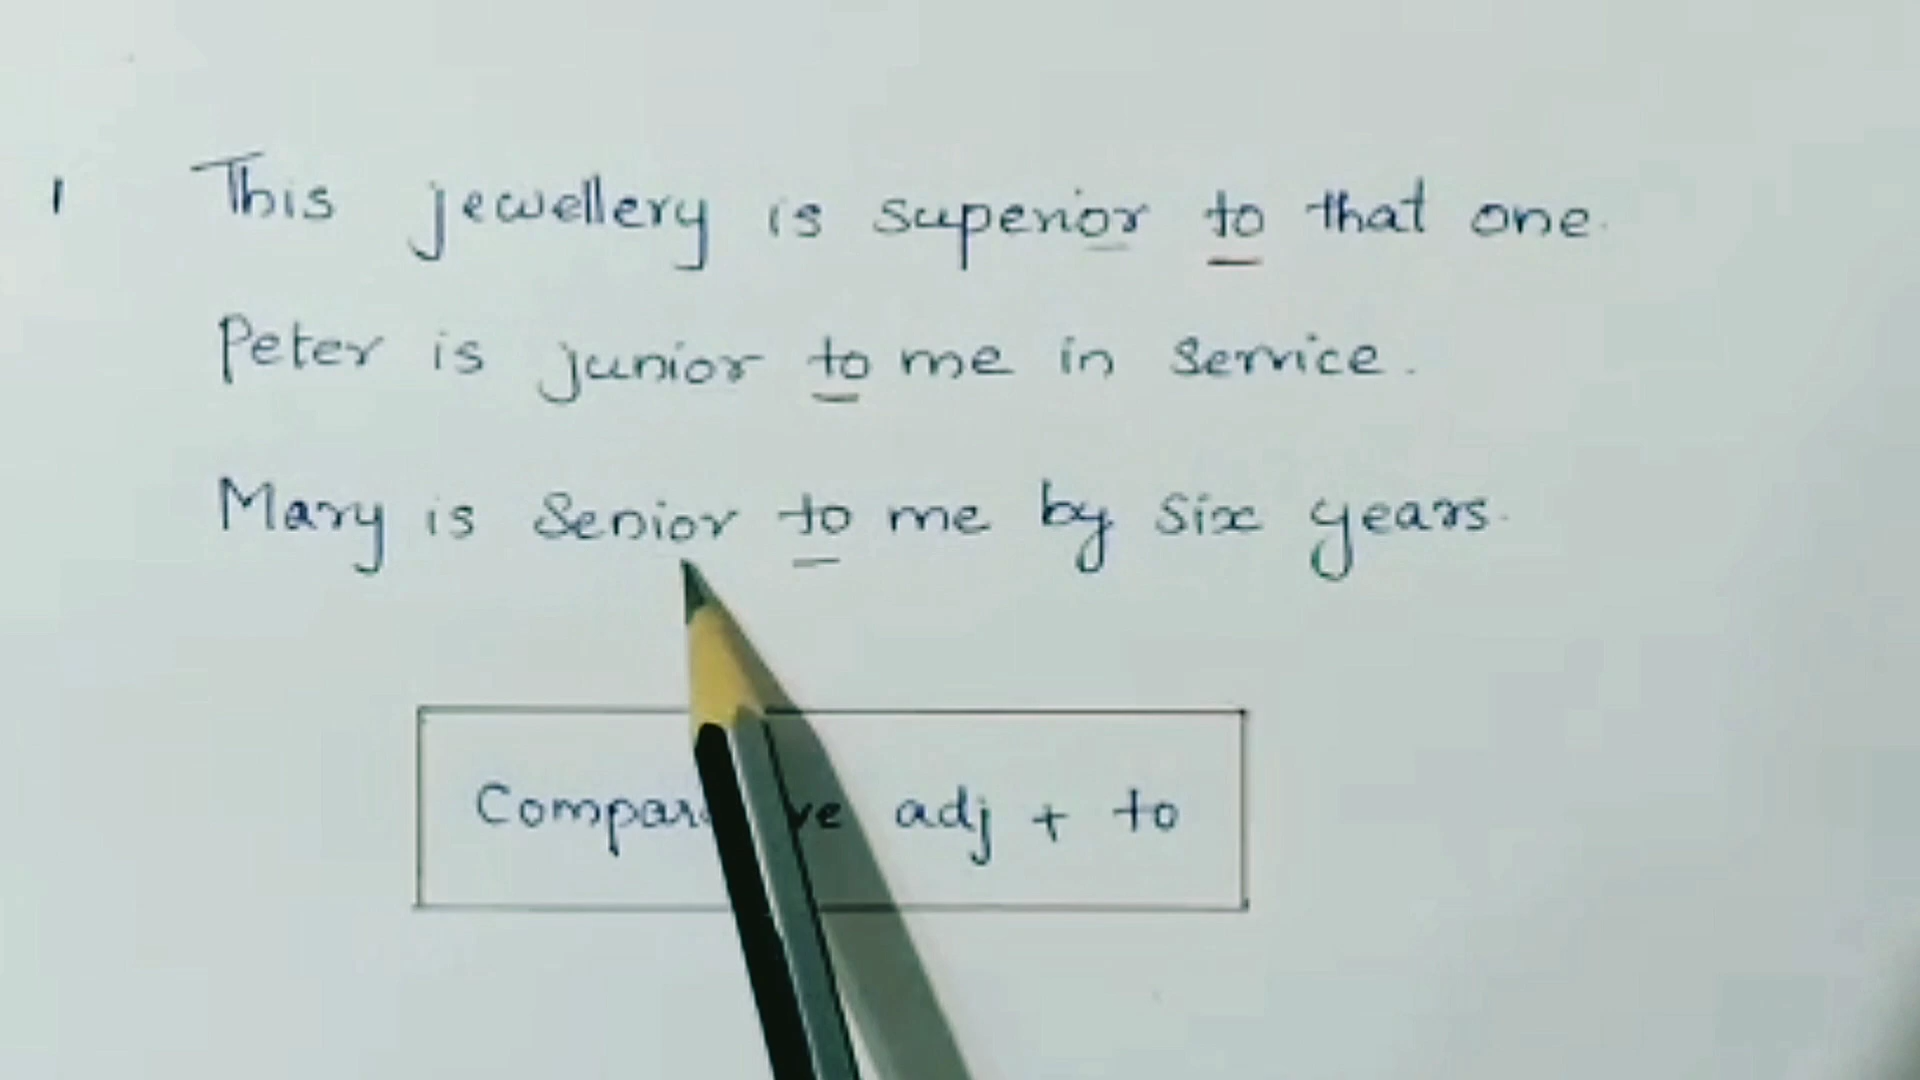 1 This jewellery is superior to that one.
Peter is junior to me in service.
Mary is senior to me by six years.
adj + to